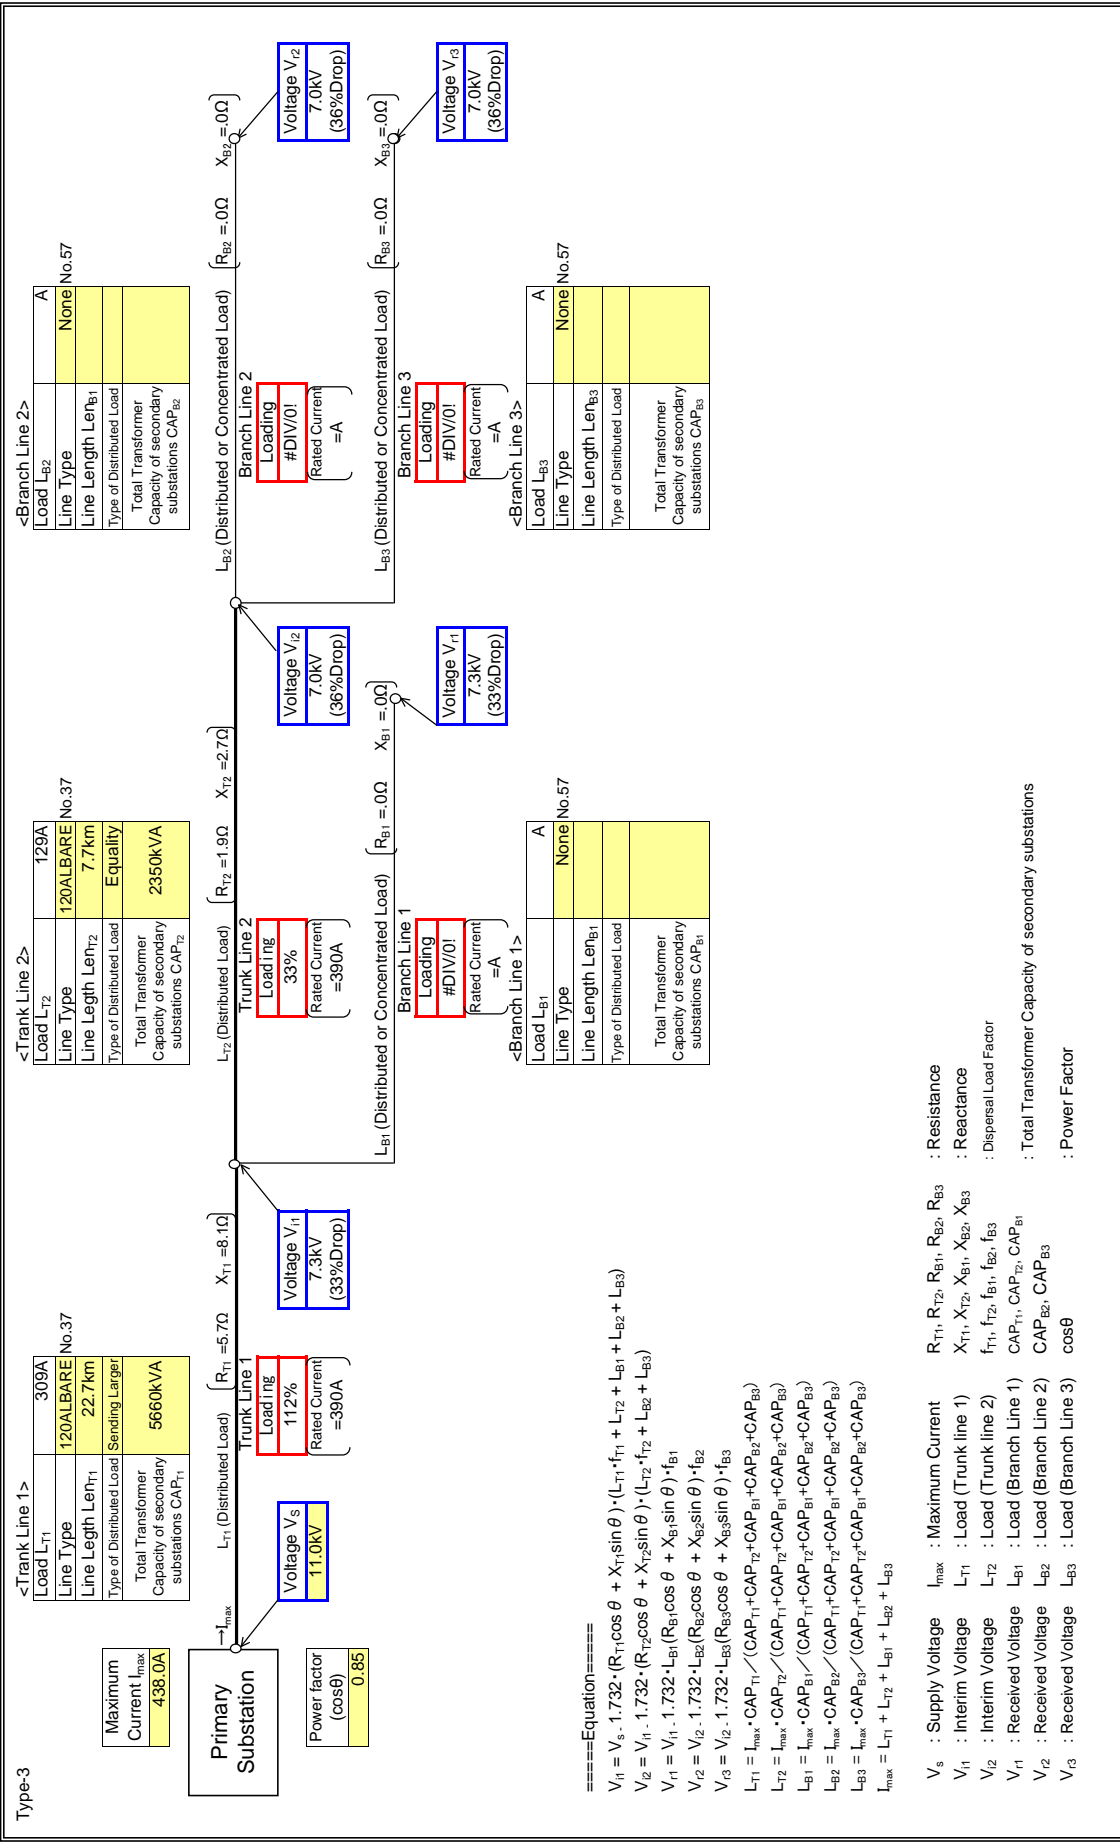 Type-3
Maximum
Current Imax
438.0A
Primary
Substation
Power factor
(cosθ)
0.85
→Imax
Voltage Vs
11.0kV
<Trank Line 1>
Load LT1 309A
Line Type 120ALBARE No.37
Line Legth LenT1 22.7km
Type of Distributed Load Sending Larger
Total Transformer
Capacity of secondary
substations CAPT1
5660kVA
LT1 (Distributed Load) (RT1 =5.7Ω XT1 =8.1Ω)
Trunk Line 1
Loading
112%
Rated Current
=390A
Voltage Vi1
7.3kV
(33%Drop)
<Trank Line 2>
Load LT2 129A
Line Type 120ALBARE No.37
Line Legth LenT2 7.7km
Type of Distributed Load Equality
Total Transformer
Capacity of secondary
substations CAPT2
2350kVA
LT2 (Distributed Load) (RT2 =1.9Ω XT2 =2.7Ω)
Trunk Line 2
Loading
33%
Rated Current
=390A
Voltage Vi2
7.0kV
(36%Drop)
LB1 (Distributed or Concentrated Load) (RB1 =.0Ω XB1 =.0Ω)
Branch Line 1
Loading
#DIV/0!
Rated Current
=A
Voltage Vr1
7.3kV
(33%Drop)
<Branch Line 1>
Load LB1 A
Line Type None No.57
Line Length LenB1
Type of Distributed Load
Total Transformer
Capacity of secondary
substations CAPB1
<Branch Line 2>
Load LB2 A
Line Type None No.57
Line Length LenB1
Type of Distributed Load
Total Transformer
Capacity of secondary
substations CAPB2
LB2 (Distributed or Concentrated Load) (RB2 =.0Ω XB2 =.0Ω)
Branch Line 2
Loading
#DIV/0!
Rated Current
=A
Voltage Vr2
7.0kV
(36%Drop)
LB3 (Distributed or Concentrated Load) (RB3 =.0Ω XB3 =.0Ω)
Branch Line 3
Loading
#DIV/0!
Rated Current
=A
Voltage Vr3
7.0kV
(36%Drop)
<Branch Line 3>
Load LB3 A
Line Type None No.57
Line Length LenB3
Type of Distributed Load
Total Transformer
Capacity of secondary
substations CAPB3
=====Equation=====
Vi1 = Vs - 1.732・(RT1cos θ + XT1sin θ)・(LT1・fT1 + LT2 + LB1 + LB2 + LB3)
Vi2 = Vi1 - 1.732・(RT2cos θ + XT2sin θ)・(LT2・fT2 + LB2 + LB3)
Vr1 = Vi1 - 1.732・LB1(RB1cos θ + XB1sin θ)・fB1
Vr2 = Vi2 - 1.732・LB2(RB2cos θ + XB2sin θ)・fB2
Vr3 = Vi2 - 1.732・LB3(RB3cos θ + XB3sin θ)・fB3
LT1 = Imax・CAPT1／(CAPT1+CAPT2+CAPB1+CAPB2+CAPB3)
LT2 = Imax・CAPT2／(CAPT1+CAPT2+CAPB1+CAPB2+CAPB3)
LB1 = Imax・CAPB1／(CAPT1+CAPT2+CAPB1+CAPB2+CAPB3)
LB2 = Imax・CAPB2／(CAPT1+CAPT2+CAPB1+CAPB2+CAPB3)
LB3 = Imax・CAPB3／(CAPT1+CAPT2+CAPB1+CAPB2+CAPB3)
Imax = LT1 + LT2 + LB1 + LB2 + LB3
Vs : Supply Voltage Imax : Maximum Current RT1, RT2, RB1, RB2, RB3 : Resistance
Vi1 : Interim Voltage LT1 : Load (Trunk line 1) XT1, XT2, XB1, XB2, XB3 : Reactance
Vi2 : Interim Voltage LT2 : Load (Trunk line 2) fT1, fT2, fB1, fB2, fB3 : Dispersal Load Factor
Vr1 : Received Voltage LB1 : Load (Branch Line 1) CAPT1, CAPT2, CAPB1
Vr2 : Received Voltage LB2 : Load (Branch Line 2) CAPB2, CAPB3 : Total Transformer Capacity of secondary substations
Vr3 : Received Voltage LB3 : Load (Branch Line 3) cosθ : Power Factor